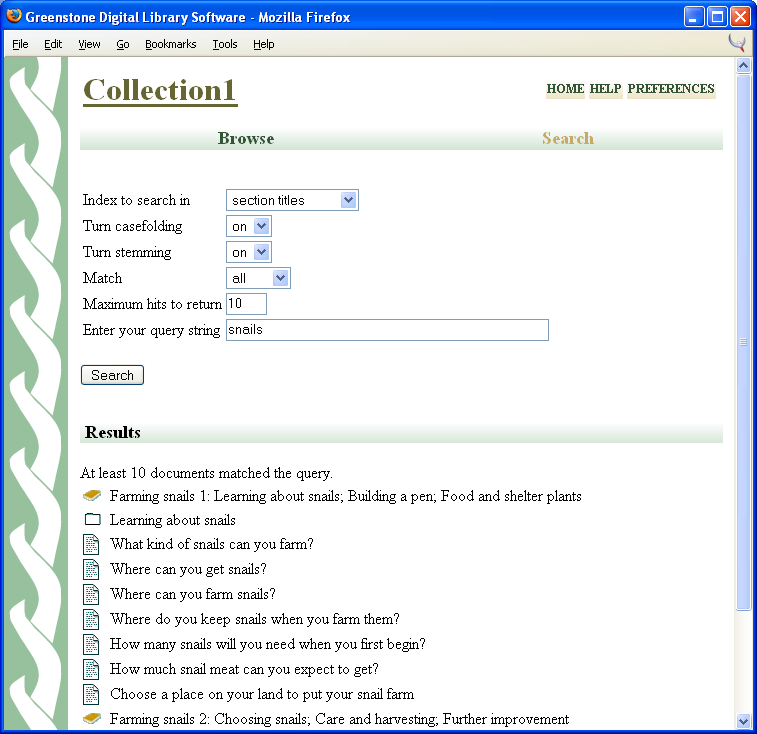 Greenstone Digital Library Software - Mozilla Firefox
File Edit View Go Bookmarks Tools Help
Collection1
HOME HELP PREFERENCES
Browse Search
Index to search in section titles
Turn casefolding on
Turn stemming on
Match all
Maximum hits to return 10
Enter your query string snails
Search
Results
At least 10 documents matched the query.
Farming snails 1: Learning about snails; Building a pen; Food and shelter plants
Learning about snails
What kind of snails can you farm?
Where can you get snails?
Where can you farm snails?
Where do you keep snails when you farm them?
How many snails will you need when you first begin?
How much snail meat can you expect to get?
Choose a place on your land to put your snail farm
Farming snails 2: Choosing snails; Care and harvesting; Further improvement